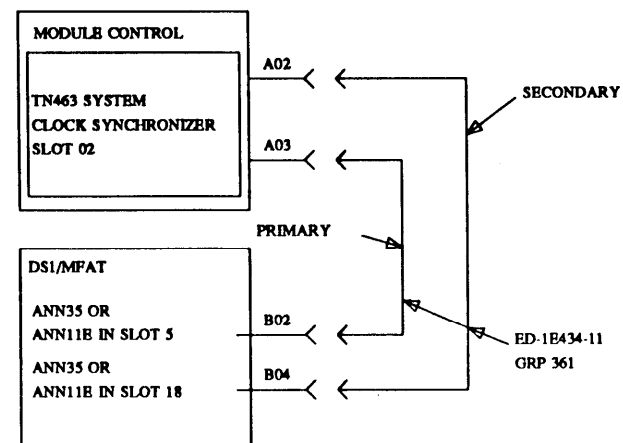 MODULE CONTROL
TN463 SYSTEM
CLOCK SYNCHRONIZER
SLOT 02
A02
A03
SECONDARY
PRIMARY
DS1/MFAT
ANN35 OR
ANN11E IN SLOT 5
ANN35 OR
ANN11E IN SLOT 18
B02
B04
ED-1E434-11
GRP 361